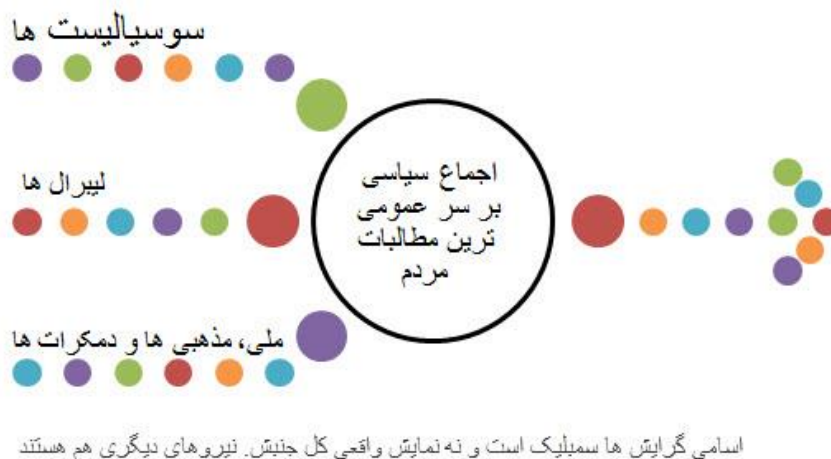 سوسیالیست ها
لیبرال ها
ملی، مذهبی ها و دمکرات ها
اجماع سیاسی
بر سر عمومی
ترین مطالبات
مردم
اسامی گرایش ها سمبلیک است و نه نمایش واقعی کل جنبش. نیروهای دیگری هم هستند